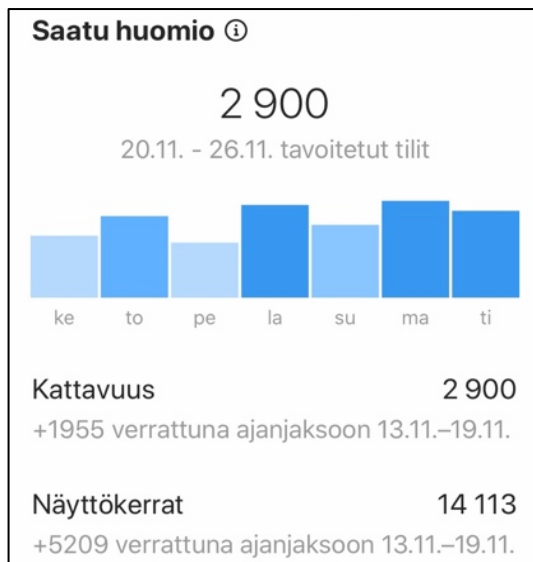 Saatu huomio
2 900
20.11. - 26.11. tavoitetut tilit
ke to pe la su ma ti
Kattavuus 2 900
+1955 verrattuna ajanjaksoon 13.11.–19.11.
Näyttökerrat 14 113
+5209 verrattuna ajanjaksoon 13.11.–19.11.